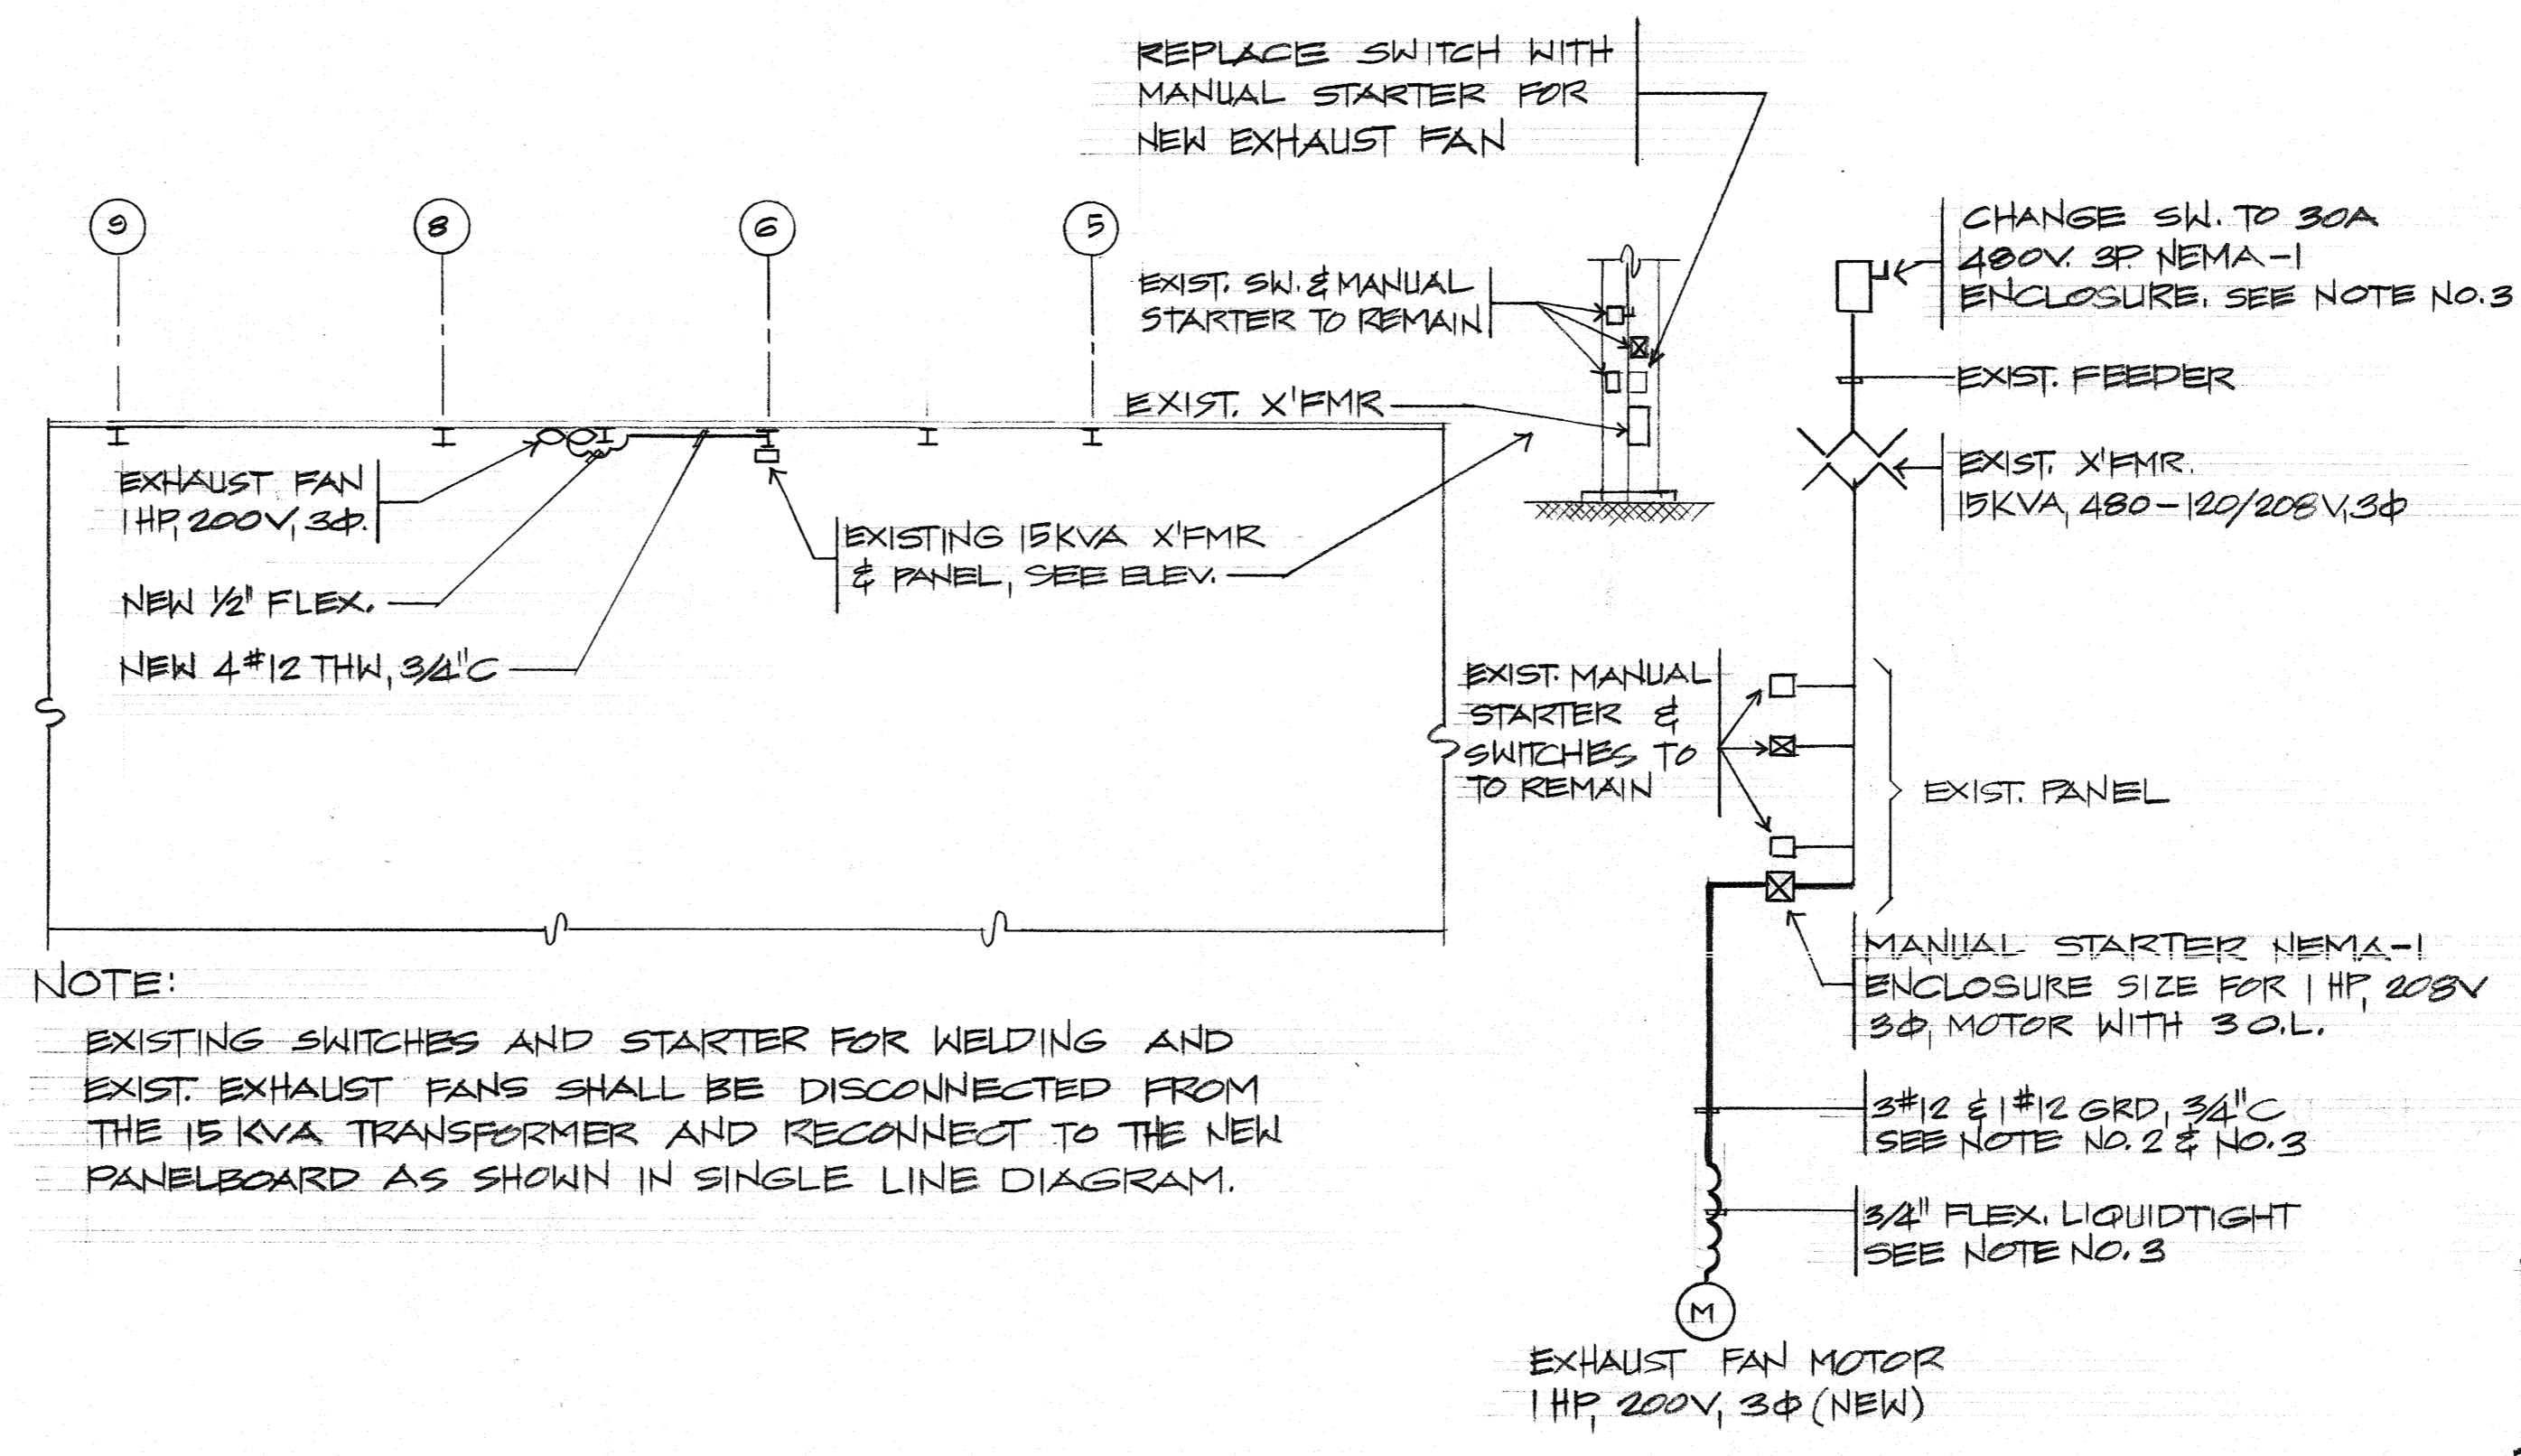 REPLACE SWITCH WITH
MANUAL STARTER FOR
NEW EXHAUST FAN
9
8
6
5
EXIST. SW. & MANUAL
STARTER TO REMAIN
EXIST. X'FMR
CHANGE SW. TO 30A
480V. 3P. NEMA-1
ENCLOSURE. SEE NOTE NO.3
EXIST. FEEDER
EXIST. X'FMR.
15KVA, 480-120/208V,3Φ
EXHAUST FAN
1 HP, 200V, 3Φ.
NEW 1/2" FLEX.
NEW 4#12 THW, 3/4"C
EXISTING 15KVA X'FMR
& PANEL, SEE ELEV.
EXIST. MANUAL
STARTER &
SWITCHES TO
TO REMAIN
EXIST. PANEL
MANUAL STARTER NEMA-1
ENCLOSURE SIZE FOR 1 HP, 208V
3Φ, MOTOR WITH 3 O.L.
3#12 & 1#12 GRD, 3/4"C
SEE NOTE NO.2 & NO.3
3/4" FLEX. LIQUIDTIGHT
SEE NOTE NO.3
M
EXHAUST FAN MOTOR
1 HP, 200V, 3Φ (NEW)
NOTE:
EXISTING SWITCHES AND STARTER FOR WELDING AND
EXIST. EXHAUST FANS SHALL BE DISCONNECTED FROM
THE 15 KVA TRANSFORMER AND RECONNECT TO THE NEW
PANELBOARD AS SHOWN IN SINGLE LINE DIAGRAM.